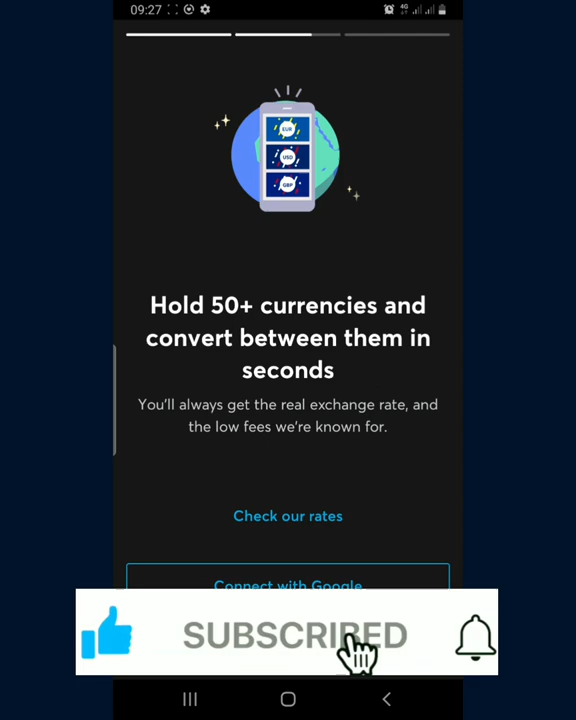 09:27
4G
EUR
USD
GBP
Hold 50+ currencies and
convert between them in
seconds
You'll always get the real exchange rate, and
the low fees we're known for.
Check our rates
Connect with Google
SUBSCRIBED